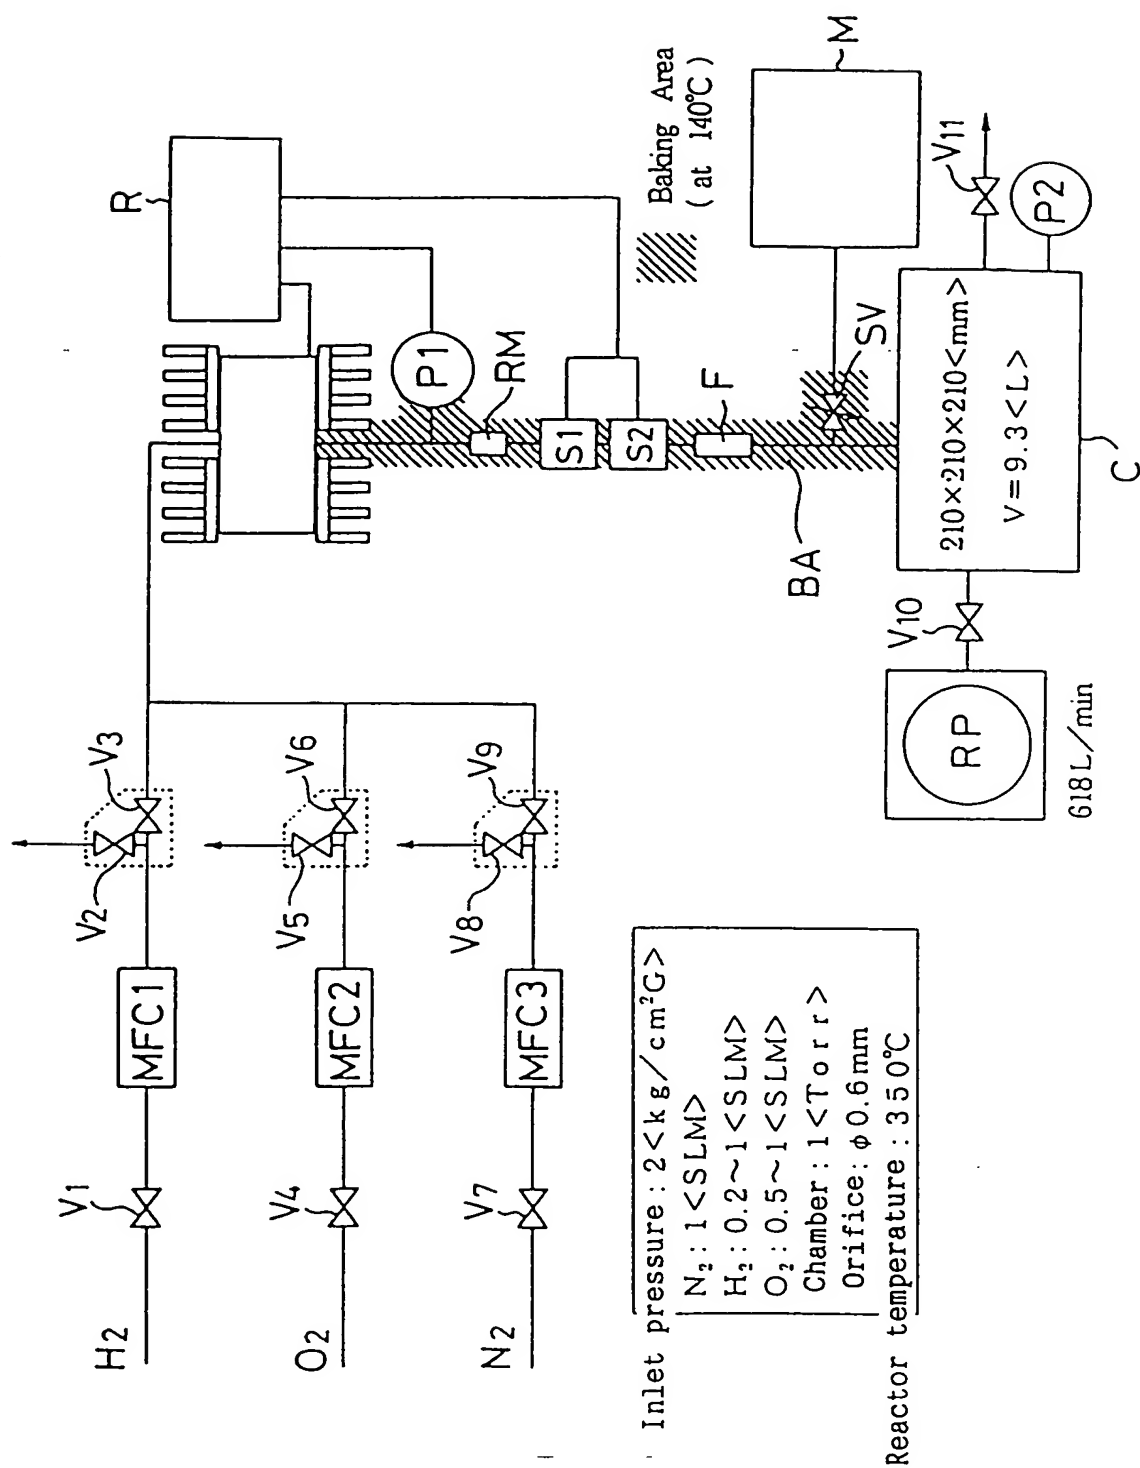 H2
V1
MFC1
V2
V3
O2
V4
MFC2
V5
V6
N2
V7
MFC3
V8
V9
R
P1
RM
S1
S2
F
BA
SV
M
Baking Area
( at 140℃ )
RP
618L/min
V10
210×210×210<mm>
V=9.3<L>
C
V11
P2
Inlet pressure : 2<kg/cm²G>
N₂: 1<SLM>
H₂: 0.2~1<SLM>
O₂: 0.5~1<SLM>
Chamber : 1<Torr>
Orifice: φ0.6mm
Reactor temperature : 350℃